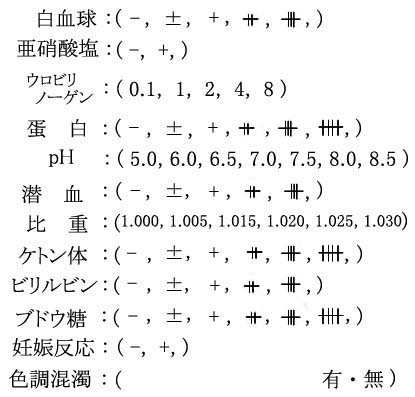 白血球:(－, ±, +, ⧺, ⧻,)
亜硝酸塩:(－, +,)
ウロビリノーゲン:(0.1, 1, 2, 4, 8)
蛋 白:(－, ±, +, ⧺, ⧻, 卌,)
pH:(5.0, 6.0, 6.5, 7.0, 7.5, 8.0, 8.5)
潜 血:(－, ±, +, ⧺, ⧻,)
比 重:(1.000, 1.005, 1.015, 1.020, 1.025, 1.030)
ケトン体:(－, ±, +, ⧺, ⧻, 卌,)
ビリルビン:(－, ±, +, ⧺, ⧻,)
ブドウ糖:(－, ±, +, ⧺, ⧻, 卌,)
妊娠反応:(－, +,)
色調混濁:( 有・無)